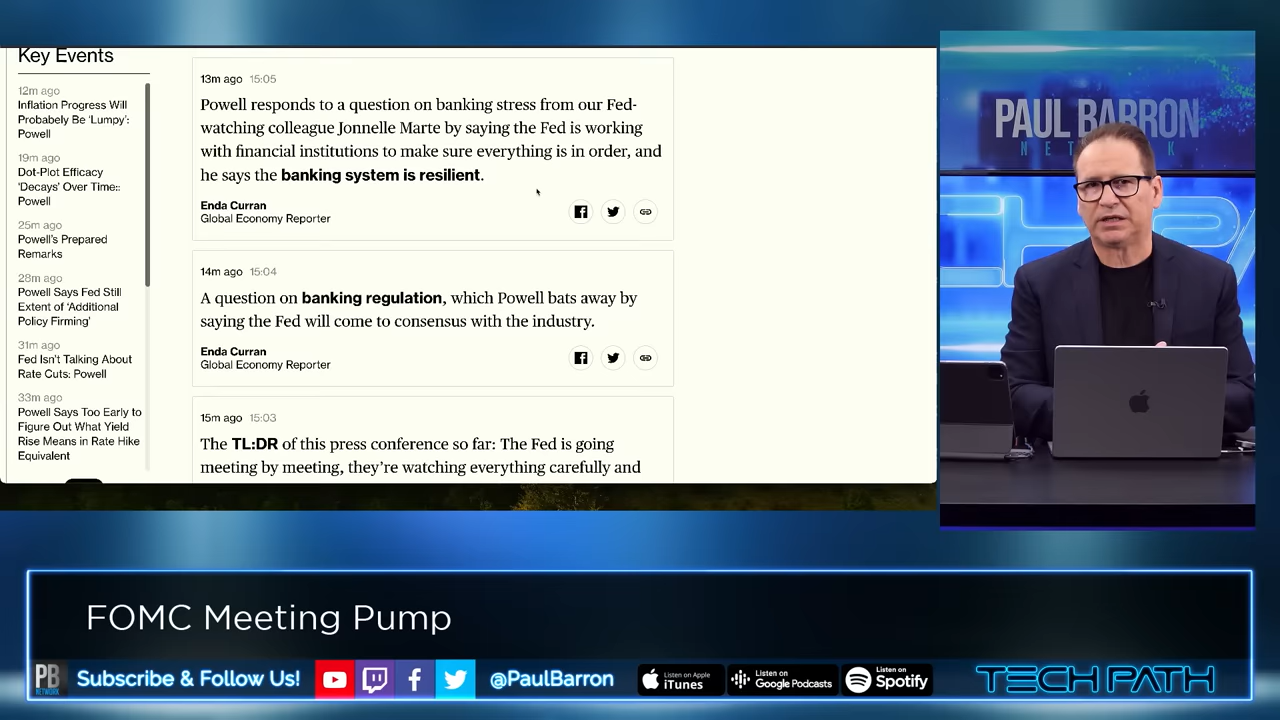 Key Events
12m ago
Inflation Progress Will
Probably Be ‘Lumpy’:
Powell
19m ago
Dot-Plot Efficacy
‘Decays’ Over Time::
Powell
25m ago
Powell’s Prepared
Remarks
28m ago
Powell Says Fed Still
Extent of ‘Additional
Policy Firming’
31m ago
Fed Isn’t Talking About
Rate Cuts: Powell
33m ago
Powell Says Too Early to
Figure Out What Yield
Rise Means in Rate Hike
Equivalent
13m ago 15:05
Powell responds to a question on banking stress from our Fed-
watching colleague Jonnelle Marte by saying the Fed is working
with financial institutions to make sure everything is in order, and
he says the banking system is resilient.
Enda Curran
Global Economy Reporter
14m ago 15:04
A question on banking regulation, which Powell bats away by
saying the Fed will come to consensus with the industry.
Enda Curran
Global Economy Reporter
15m ago 15:03
The TL:DR of this press conference so far: The Fed is going
meeting by meeting, they’re watching everything carefully and
PAUL BARRON
NETWORK
FOMC Meeting Pump
PB
NETWORK
Subscribe & Follow Us!
@PaulBarron
Listen on Apple
iTunes
Listen on
Google Podcasts
Listen on
Spotify
TECH PATH